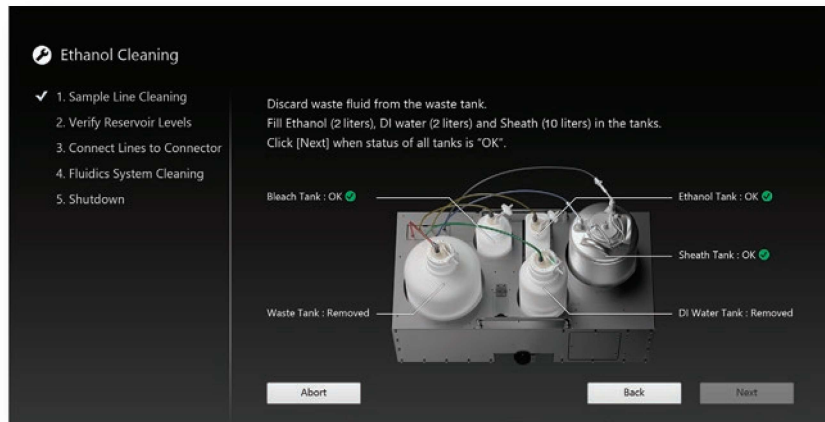 Ethanol Cleaning
1. Sample Line Cleaning
2. Verify Reservoir Levels
3. Connect Lines to Connector
4. Fluidics System Cleaning
5. Shutdown
Discard waste fluid from the waste tank.
Fill Ethanol (2 liters), DI water (2 liters) and Sheath (10 liters) in the tanks.
Click [Next] when status of all tanks is "OK".
Bleach Tank : OK
Ethanol Tank : OK
Sheath Tank : OK
Waste Tank : Removed
DI Water Tank : Removed
Abort
Back
Next